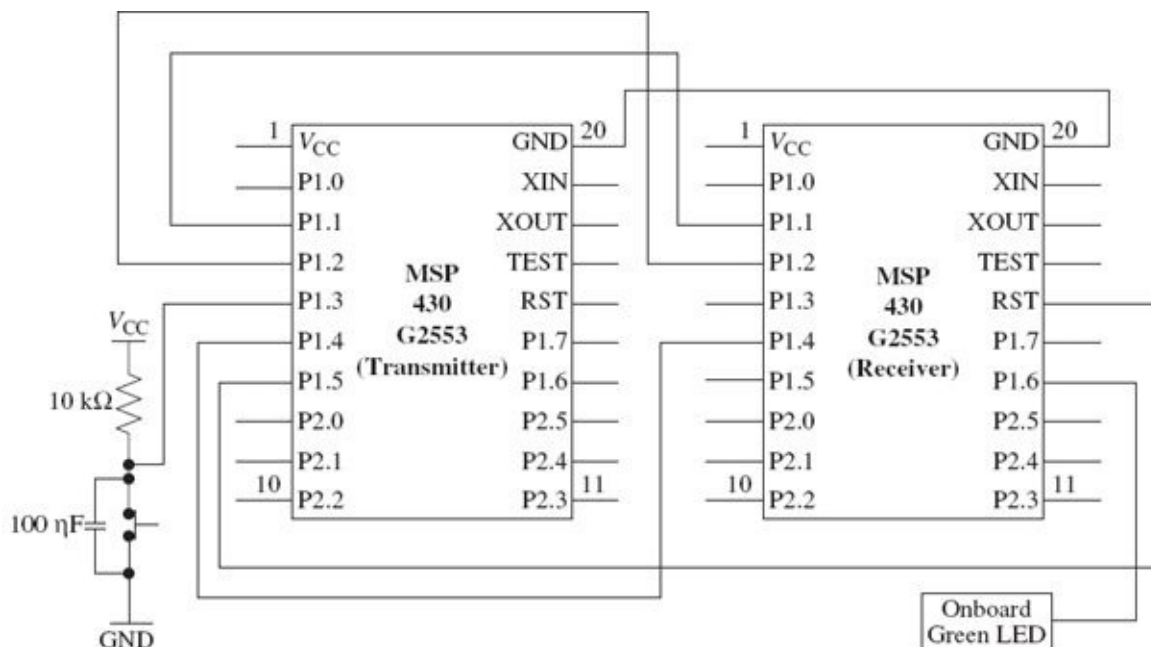 1
20
VCC
GND
P1.0
XIN
P1.1
XOUT
P1.2
TEST
P1.3
RST
P1.4
P1.7
P1.5
P1.6
P2.0
P2.5
P2.1
P2.4
10
P2.2
P2.3
11
MSP
430
G2553
(Transmitter)
1
20
VCC
GND
P1.0
XIN
P1.1
XOUT
P1.2
TEST
P1.3
RST
P1.4
P1.7
P1.5
P1.6
P2.0
P2.5
P2.1
P2.4
10
P2.2
P2.3
11
MSP
430
G2553
(Receiver)
VCC
10 kΩ
100 ηF
GND
Onboard
Green LED